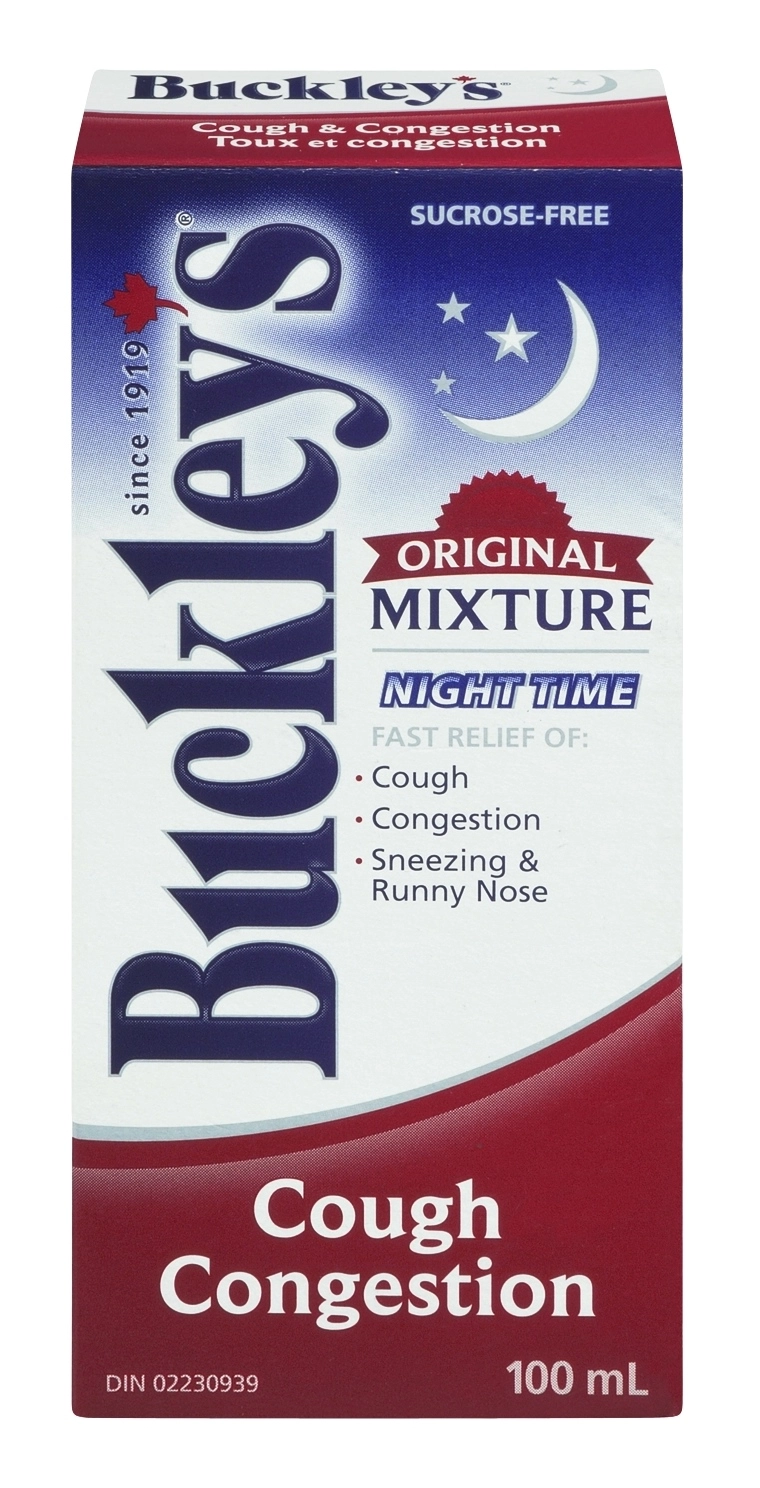 Buckley's
Cough & Congestion
Toux et congestion
SUCROSE-FREE
Buckley's®
since 1919
ORIGINAL
MIXTURE
NIGHT TIME
FAST RELIEF OF:
• Cough
• Congestion
• Sneezing &
Runny Nose
Cough
Congestion
DIN 02230939
100 mL